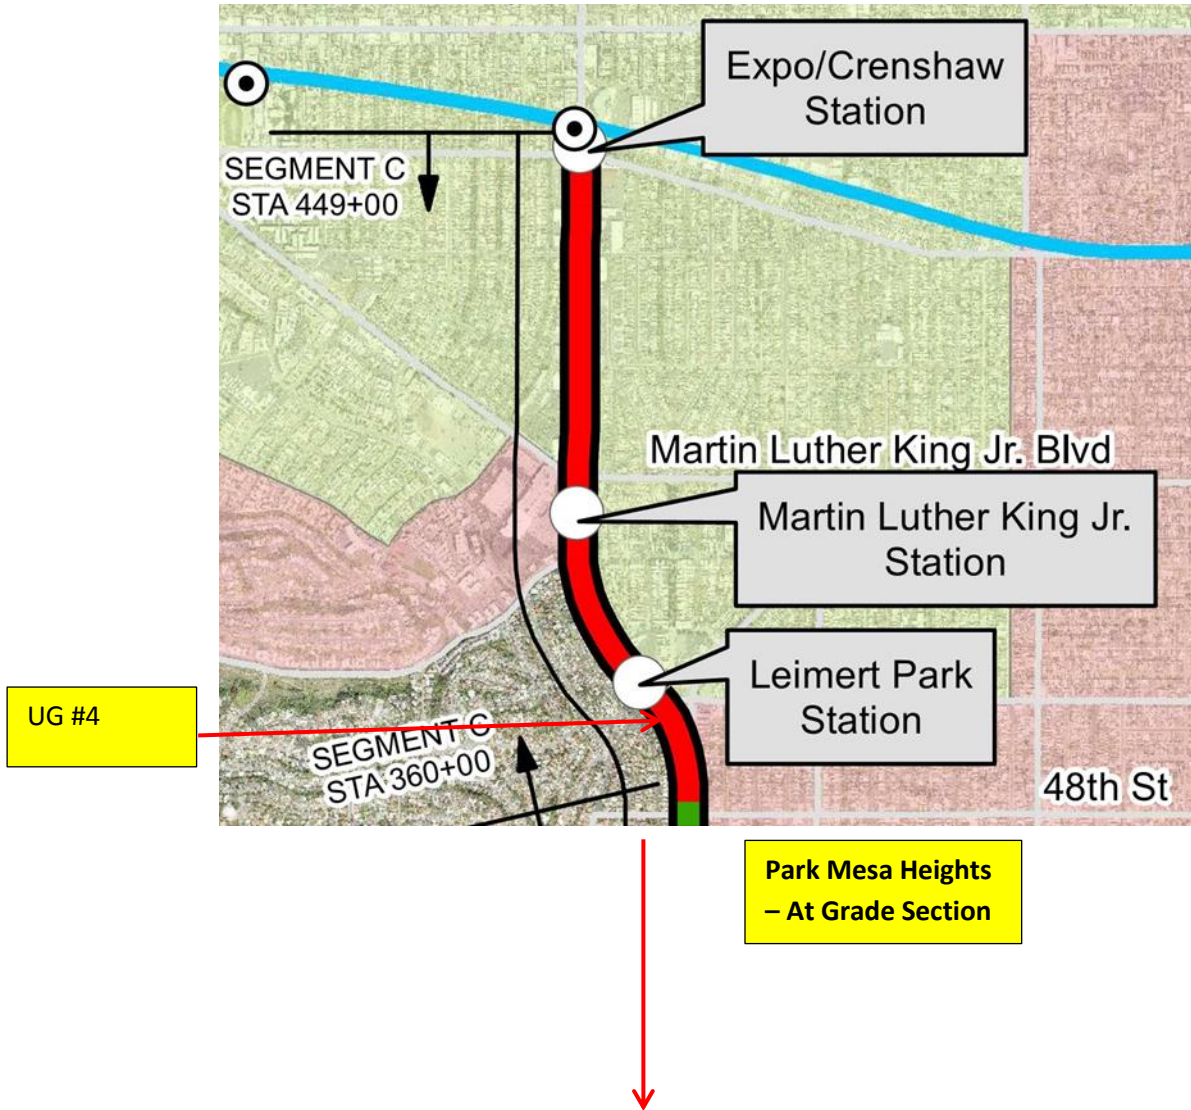 Expo/Crenshaw
Station
SEGMENT C
STA 449+00
Martin Luther King Jr. Blvd
Martin Luther King Jr.
Station
Leimert Park
Station
UG #4
SEGMENT C
STA 360+00
48th St
Park Mesa Heights
– At Grade Section